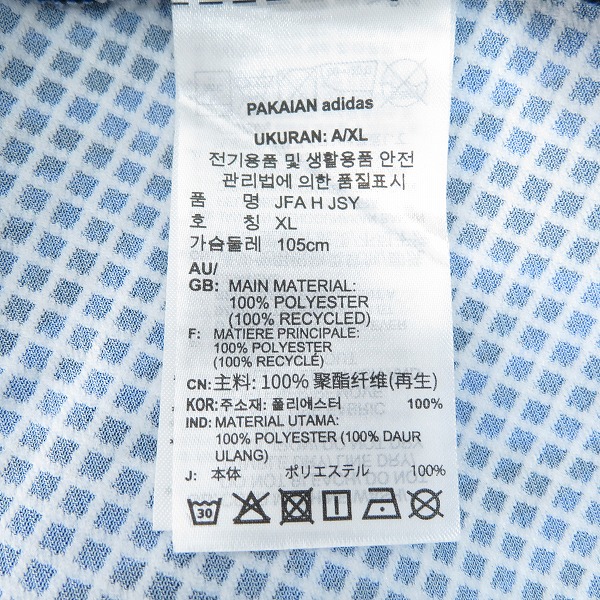 PAKAIAN adidas
UKURAN: A/XL
전기용품 및 생활용품 안전
관리법에 의한 품질표시
품 명 JFA H JSY
호 칭 XL
가슴둘레 105cm
AU/
GB: MAIN MATERIAL:
100% POLYESTER
(100% RECYCLED)
F: MATIERE PRINCIPALE:
100% POLYESTER
(100% RECYCLÉ)
CN: 主料: 100% 聚酯纤维(再生)
KOR: 주소재: 폴리에스터 100%
IND: MATERIAL UTAMA:
100% POLYESTER (100% DAUR
ULANG)
J: 本体 ポリエステル 100%
30